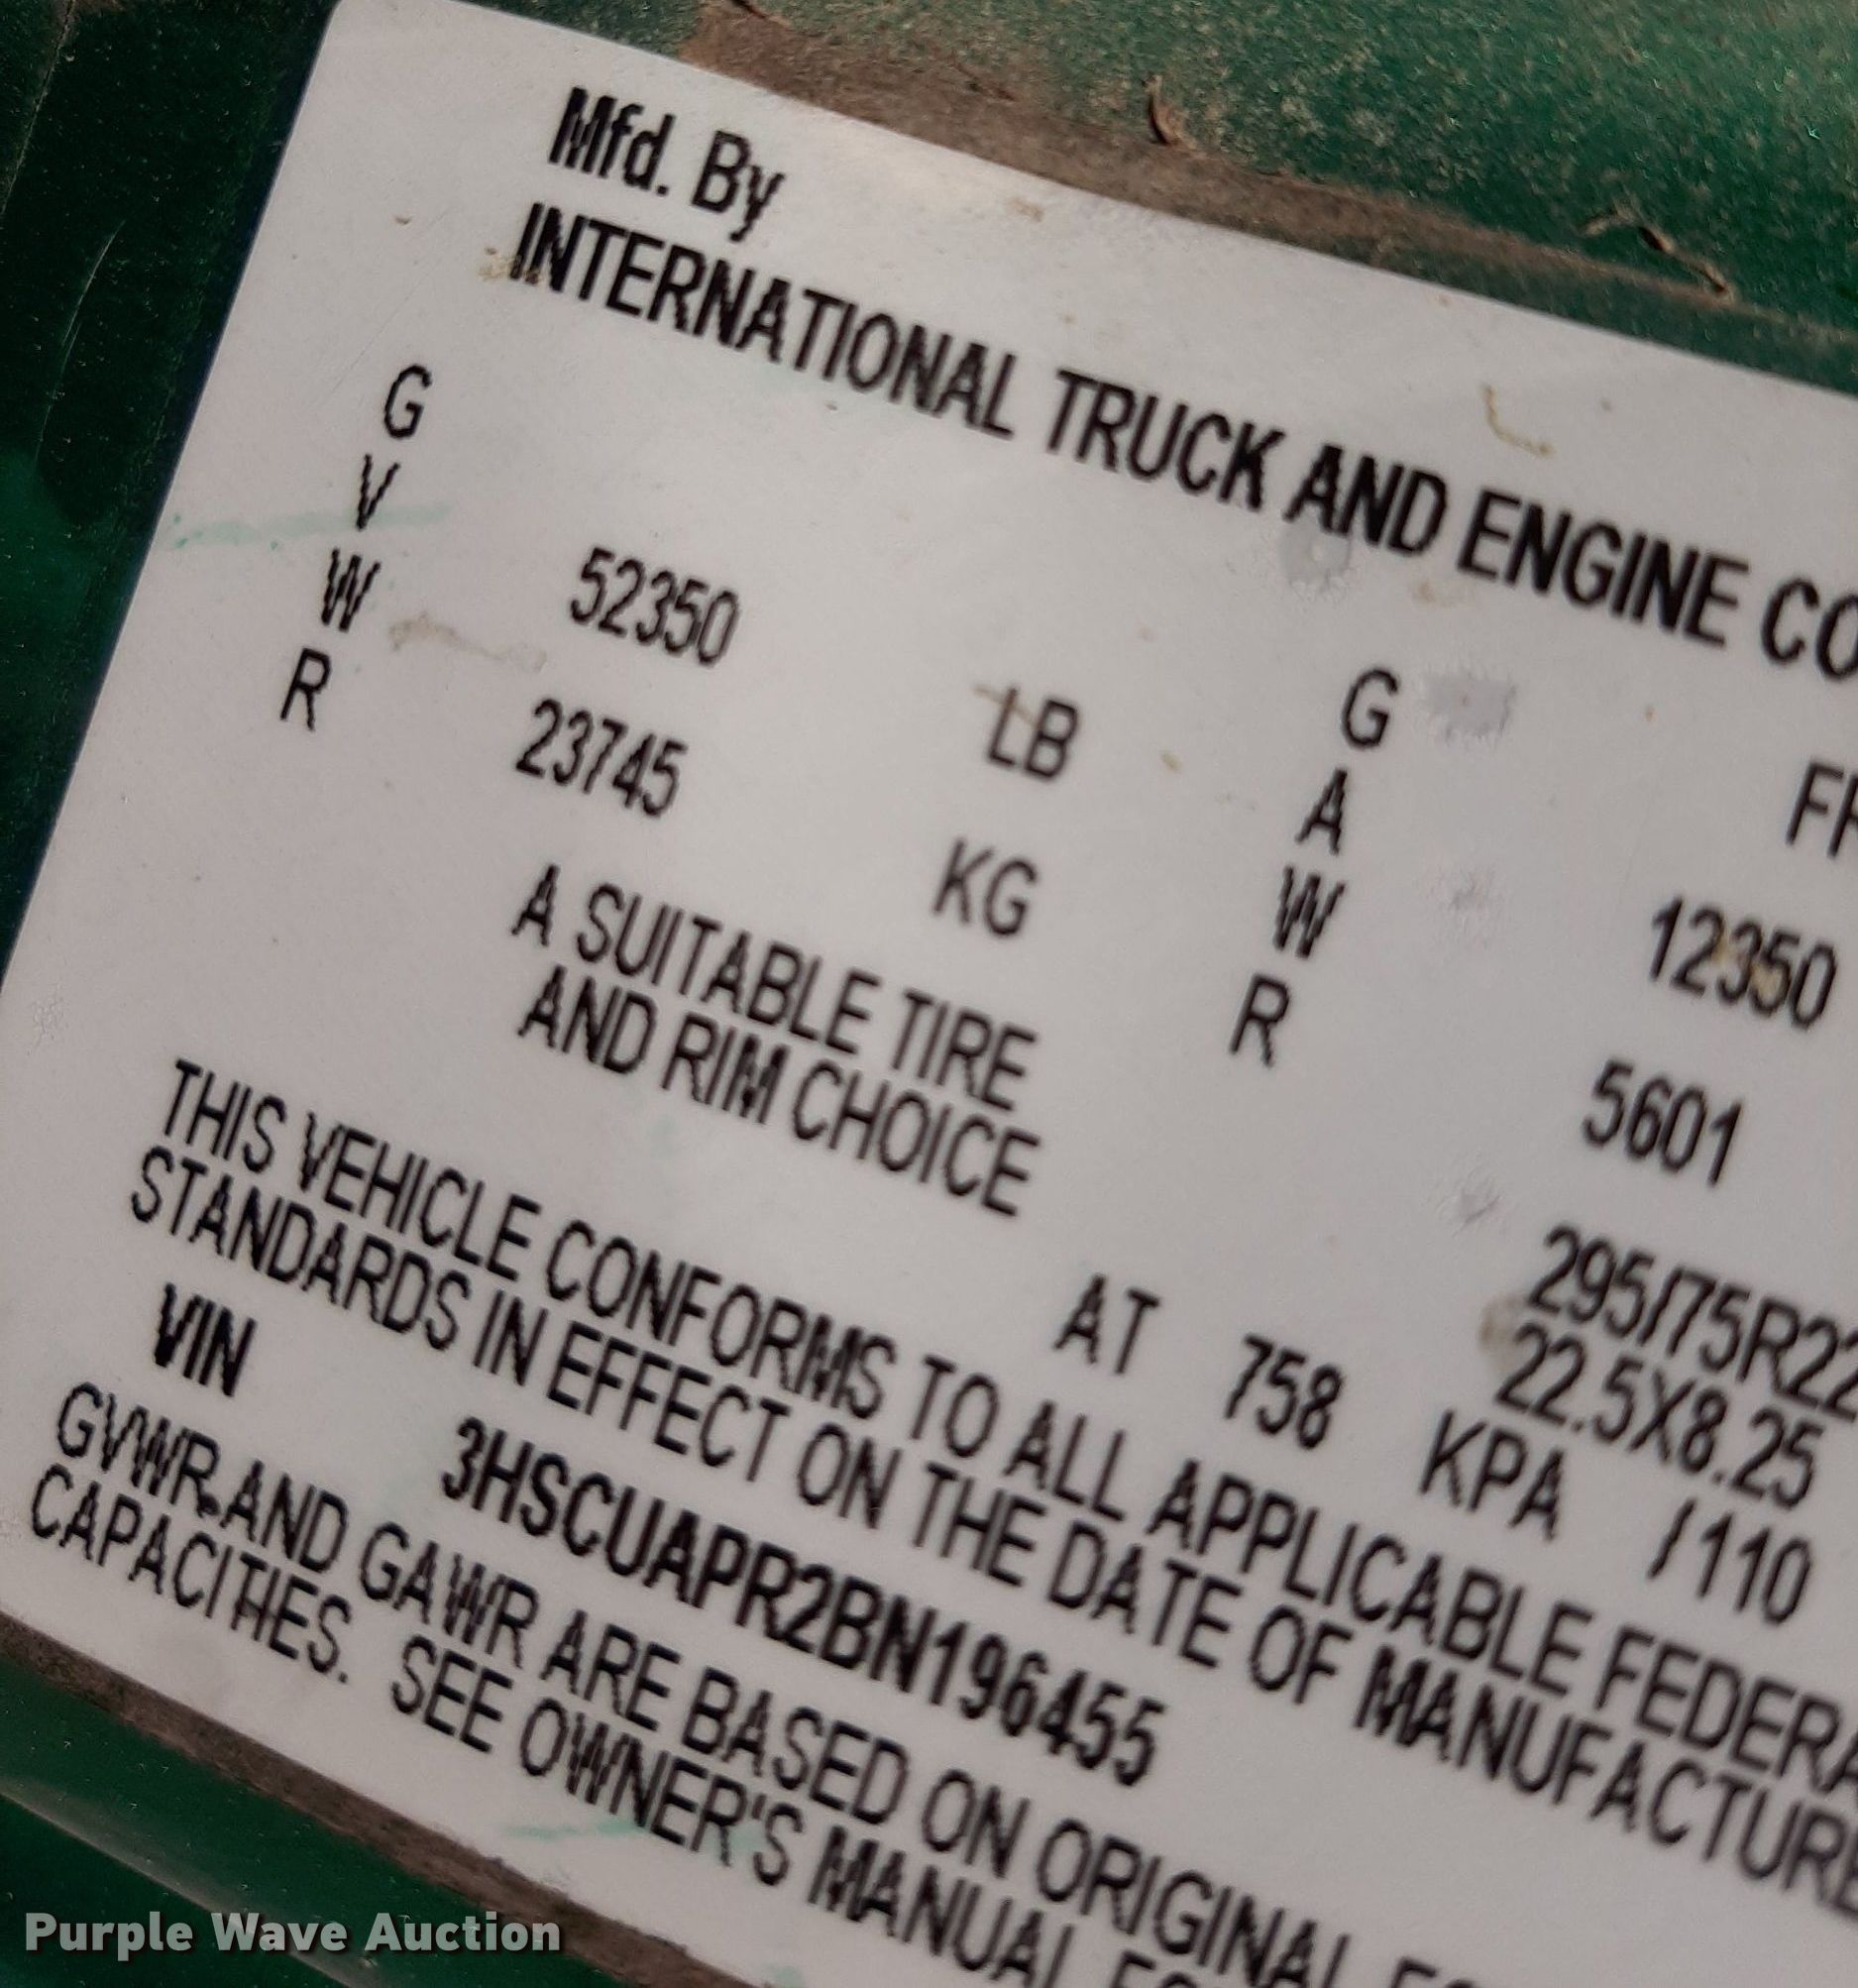 Mfd. By
INTERNATIONAL TRUCK AND ENGINE CO
G
V
W
R
52350 LB
23745 KG
G
A
W
R
12350
5601
A SUITABLE TIRE
AND RIM CHOICE
295/75R22
22.5X8.25
AT 758 KPA /110
THIS VEHICLE CONFORMS TO ALL APPLICABLE FEDERA
STANDARDS IN EFFECT ON THE DATE OF MANUFACTURE
VIN 3HSCUAPR2BN196455
GVWR AND GAWR ARE BASED ON ORIGINAL
CAPACITIES. SEE OWNER'S MANUAL
Purple Wave Auction